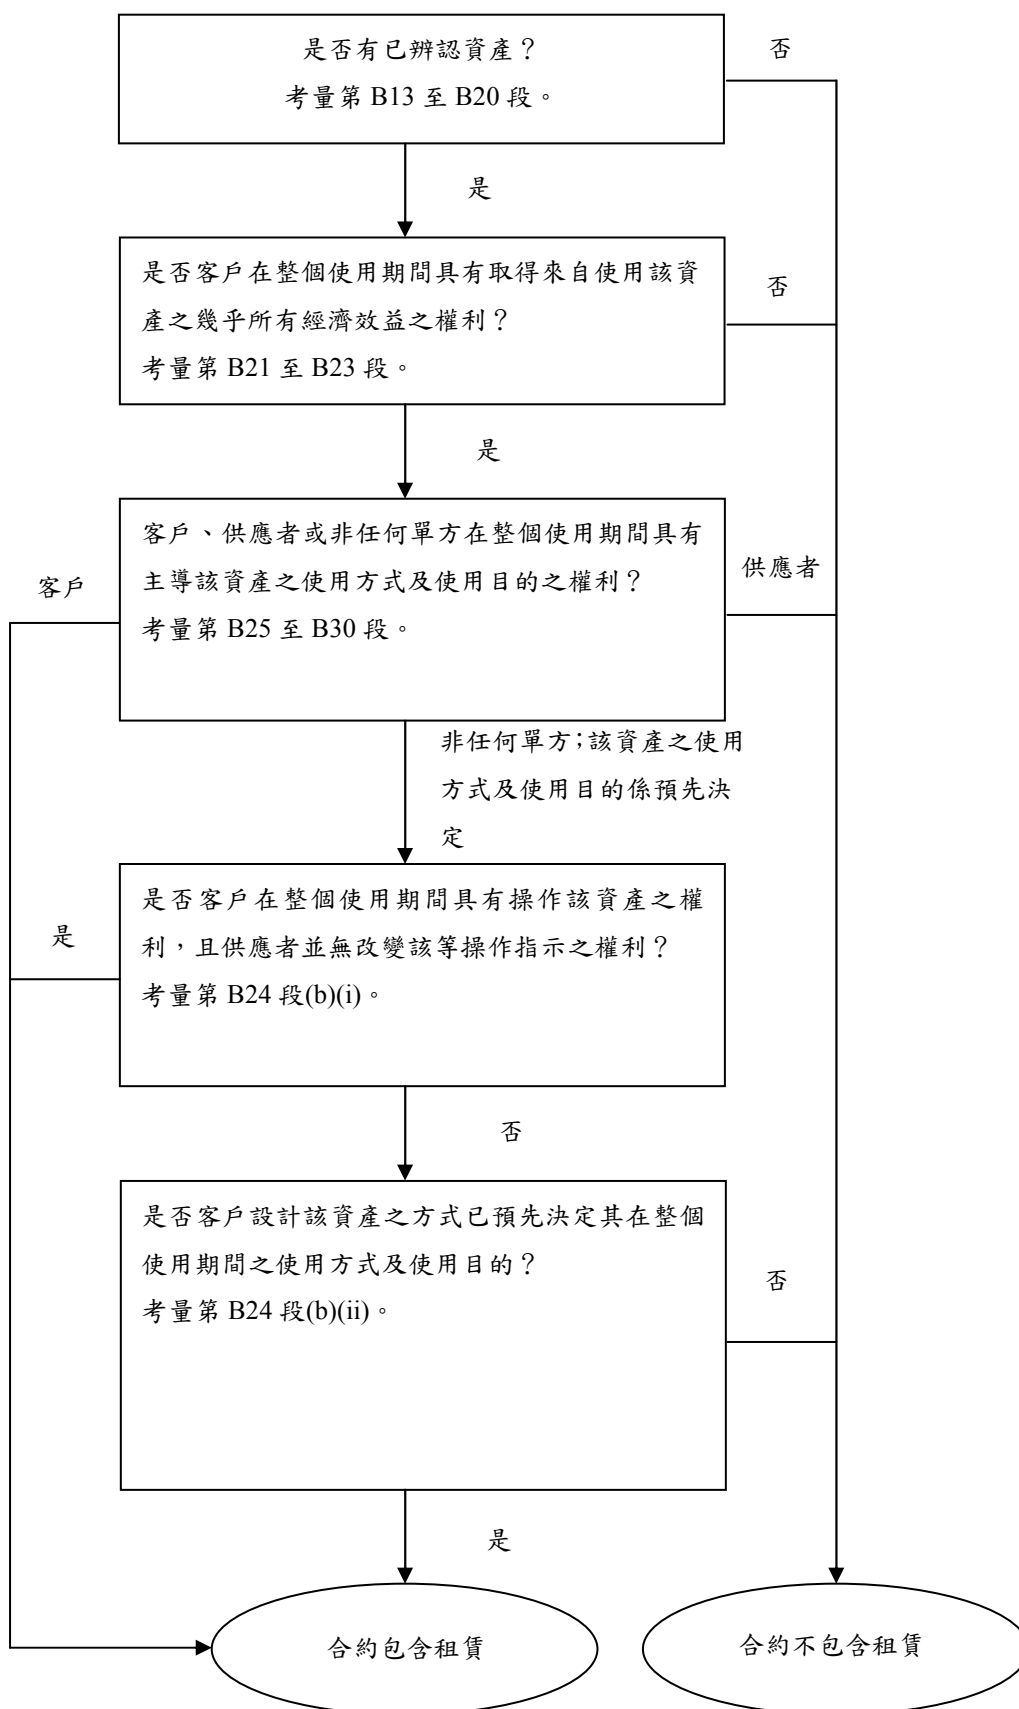 是否有已辨認資產？
考量第 B13 至 B20 段。
否
是
是否客戶在整個使用期間具有取得來自使用該資
產之幾乎所有經濟效益之權利？
考量第 B21 至 B23 段。
否
是
客戶、供應者或非任何單方在整個使用期間具有
主導該資產之使用方式及使用目的之權利？
考量第 B25 至 B30 段。
客戶
供應者
非任何單方；該資產之使用
方式及使用目的係預先決
定
是否客戶在整個使用期間具有操作該資產之權
利，且供應者並無改變該等操作指示之權利？
考量第 B24 段(b)(i)。
是
否
是否客戶設計該資產之方式已預先決定其在整個
使用期間之使用方式及使用目的？
考量第 B24 段(b)(ii)。
否
是
合約包含租賃
合約不包含租賃